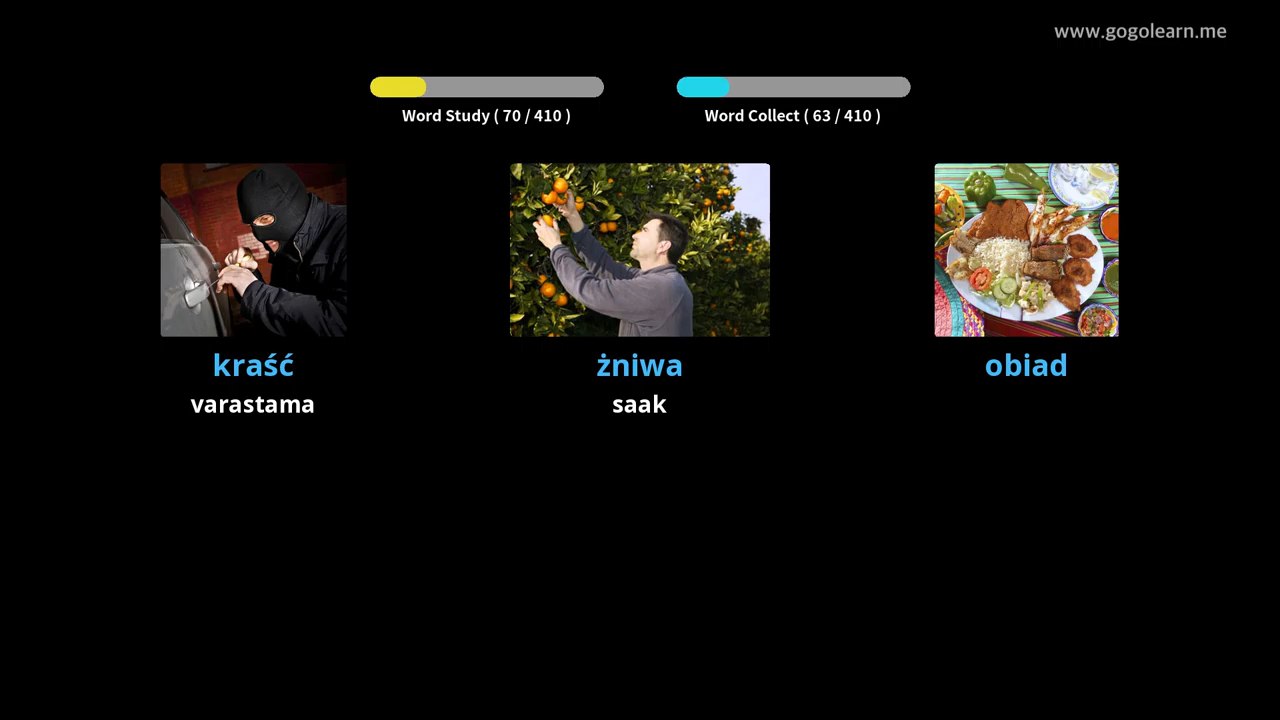 www.gogolearn.me
Word Study ( 70 / 410 )
Word Collect ( 63 / 410 )
kraść
żniwa
obiad
varastama
saak